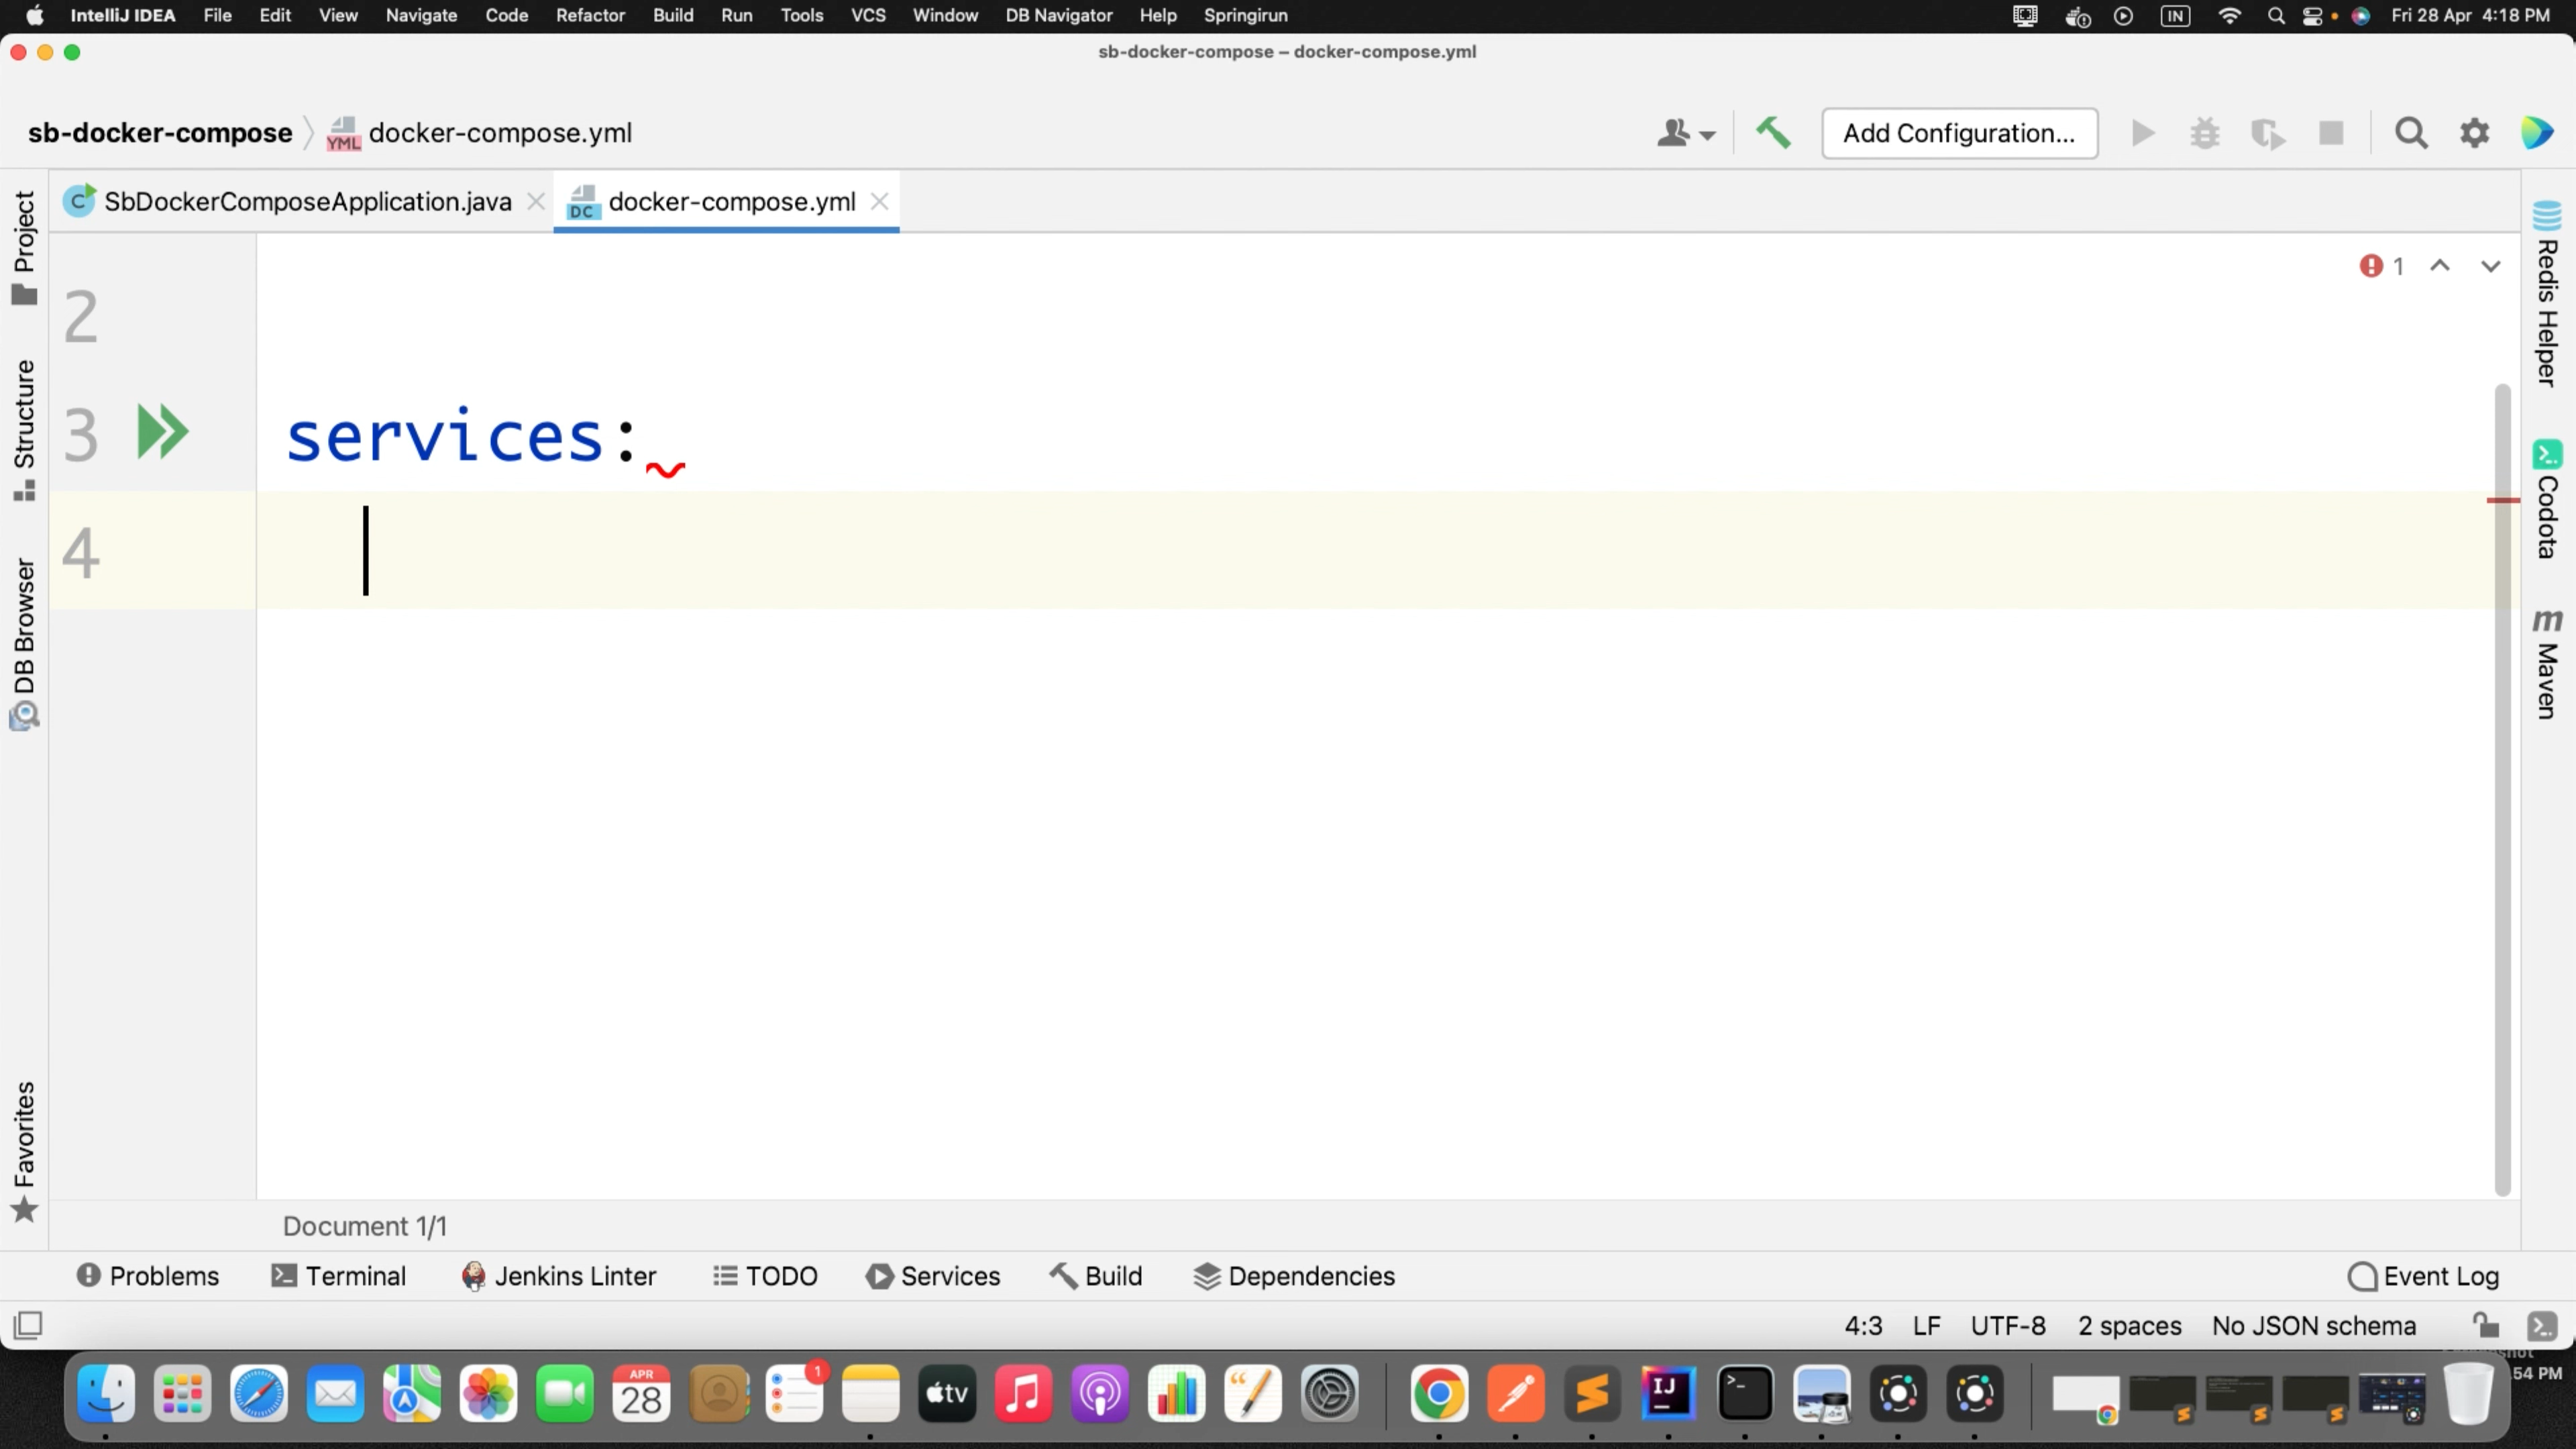 IntelliJ IDEA File Edit View Navigate Code Refactor Build Run Tools VCS Window DB Navigator Help Springirun IN Fri 28 Apr 4:18 PM
sb-docker-compose – docker-compose.yml
sb-docker-compose YML docker-compose.yml Add Configuration...
C SbDockerComposeApplication.java DC docker-compose.yml
Project
Structure
DB Browser
Favorites
1
2
3 services:
4
Redis Helper
Codota
m Maven
Document 1/1
Problems Terminal Jenkins Linter TODO Services Build Dependencies Event Log
4:3 LF UTF-8 2 spaces No JSON schema
APR
28
1
tv
IJ
54 PM